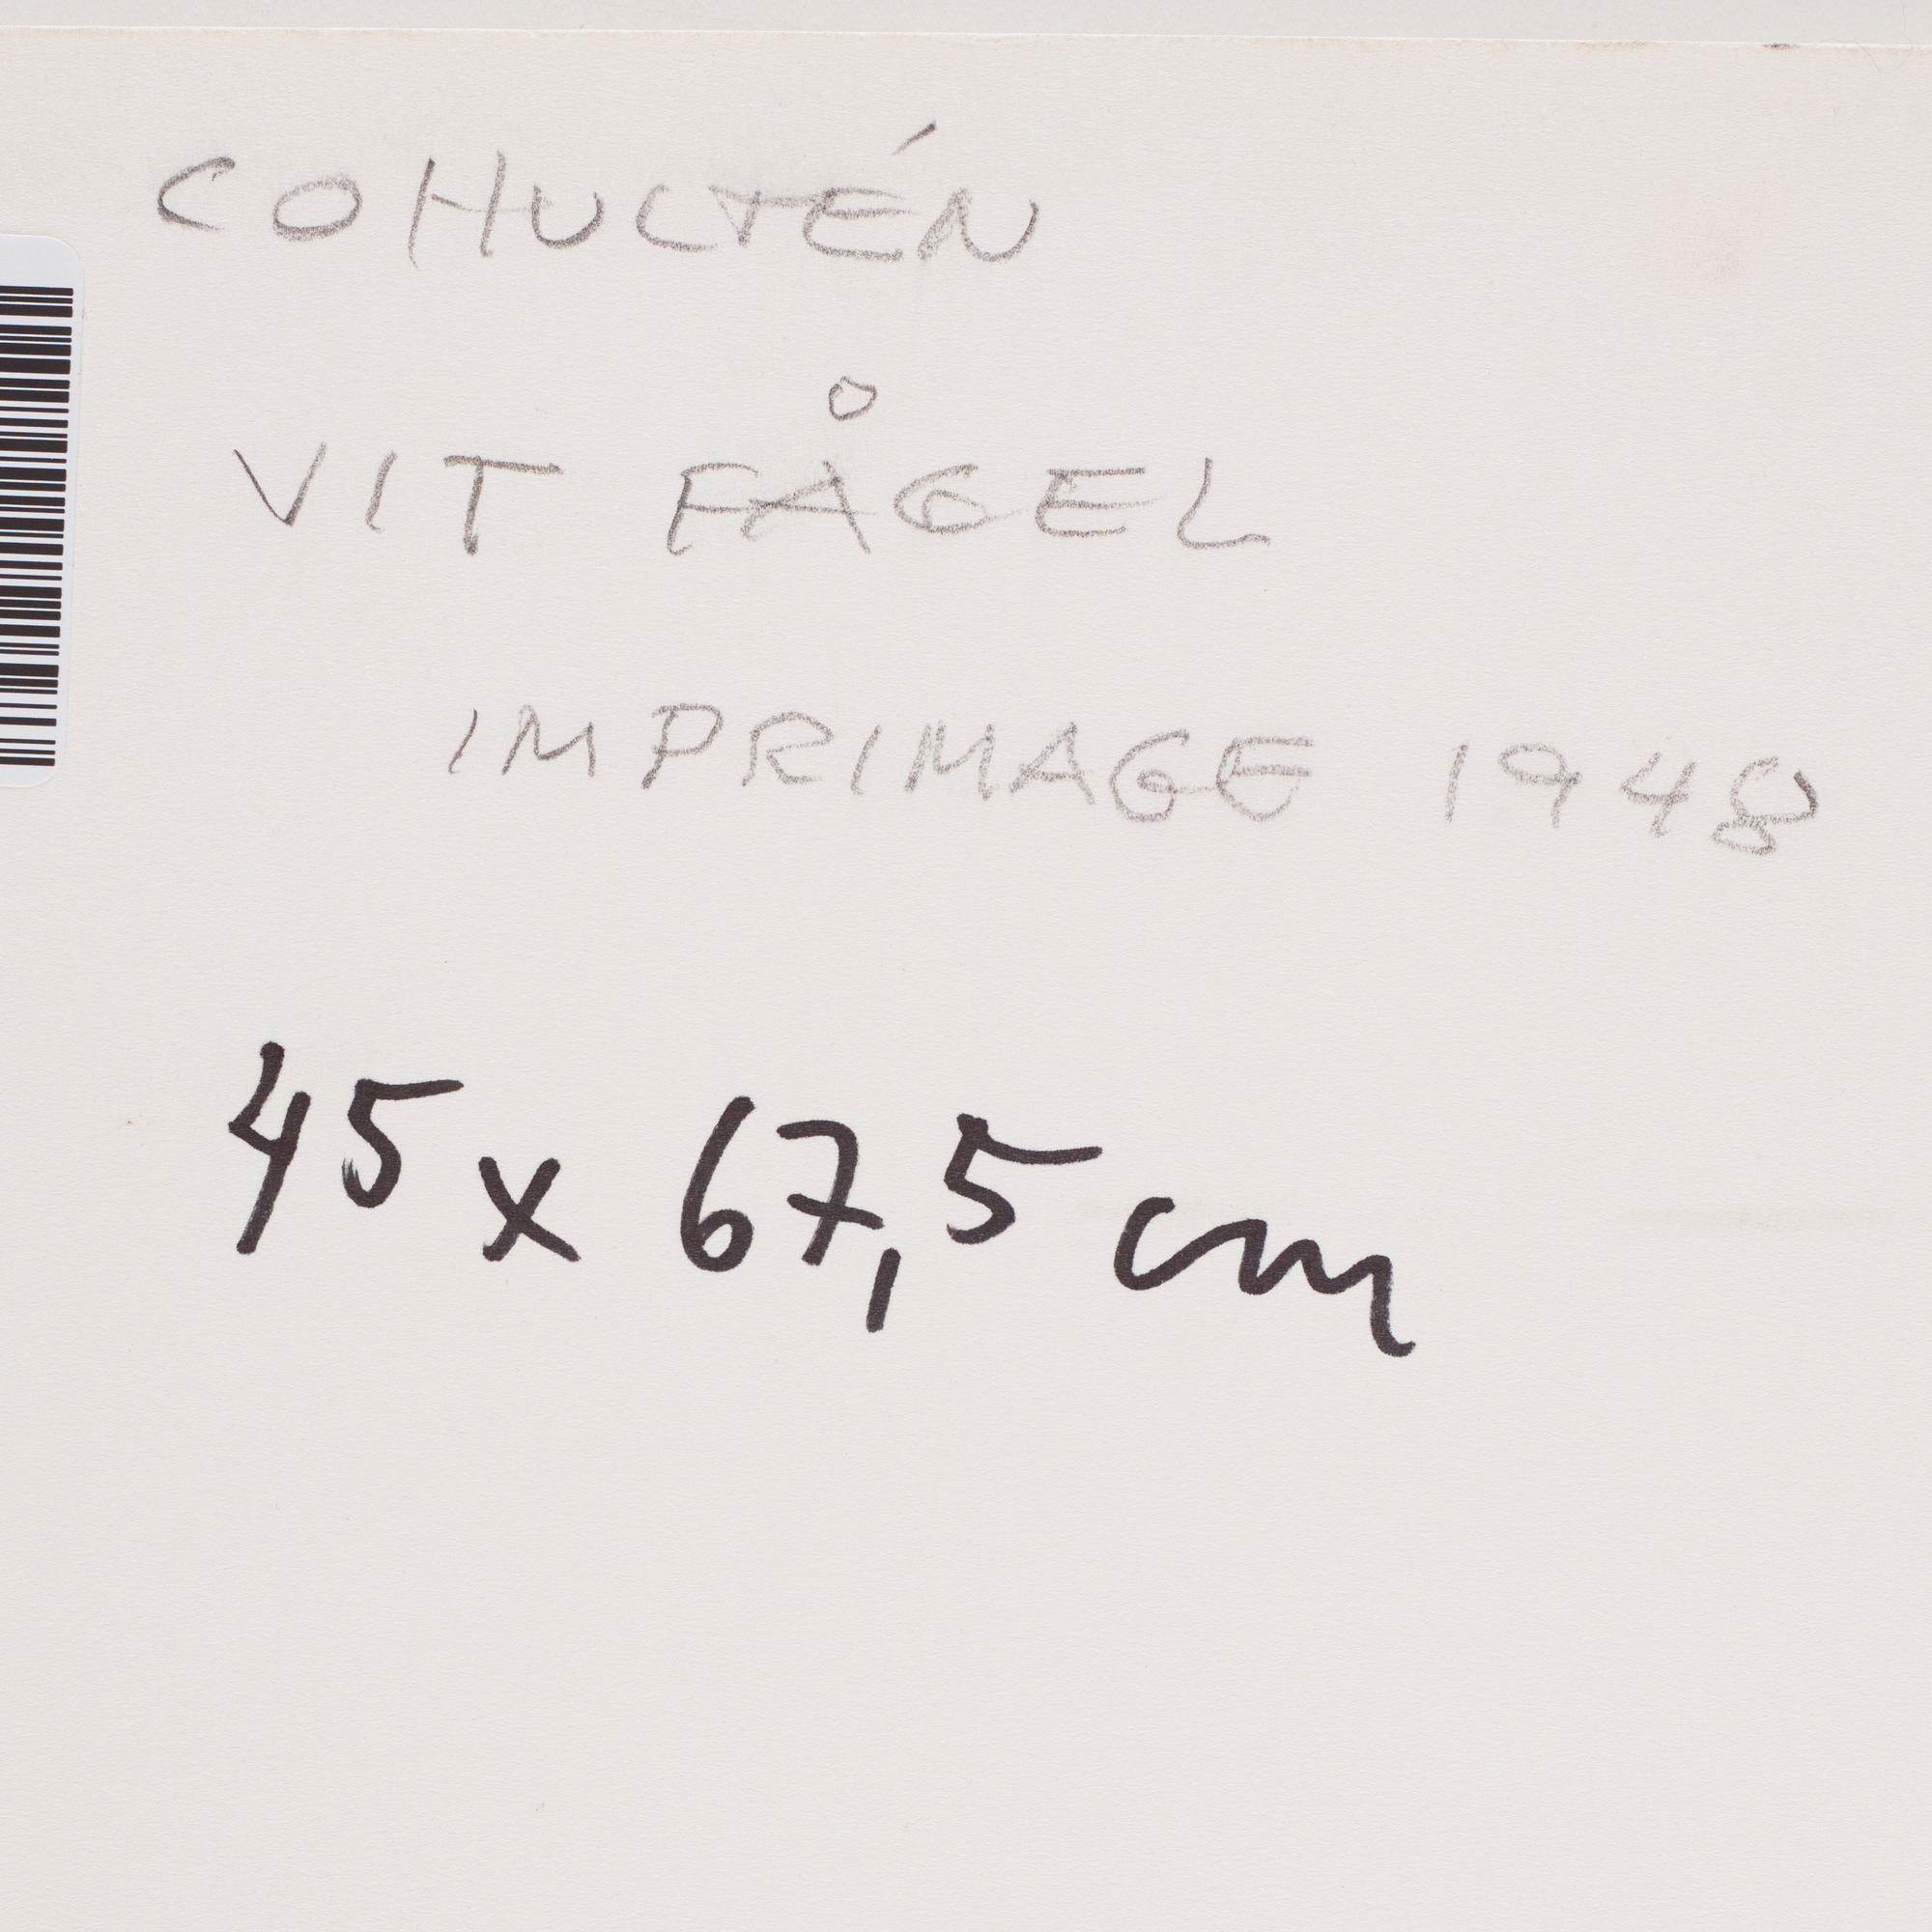 CO HULTÉN
VIT FÅGEL
IMPRIMAGE 1948
45 x 67,5 cm